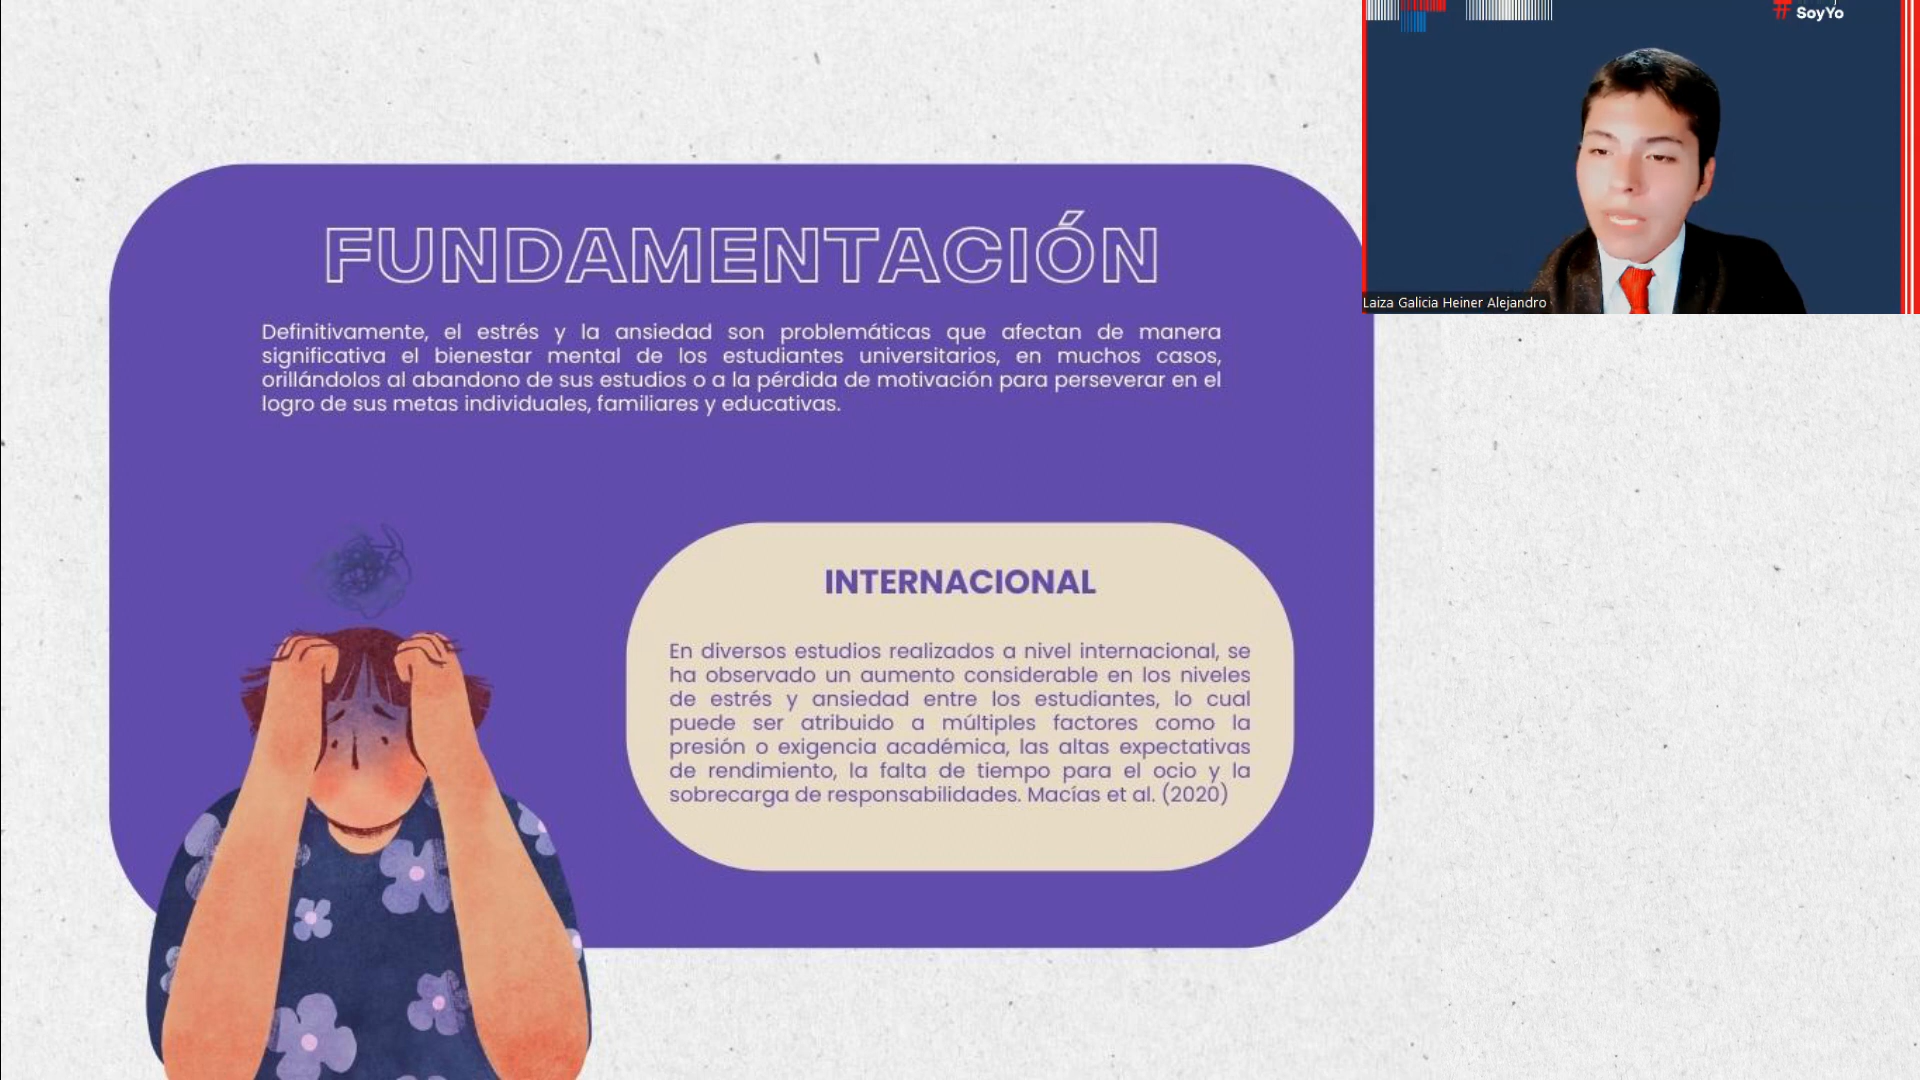 FUNDAMENTACIÓN
Definitivamente, el estrés y la ansiedad son problemáticas que afectan de manera
significativa el bienestar mental de los estudiantes universitarios, en muchos casos,
orillándolos al abandono de sus estudios o a la pérdida de motivación para perseverar en el
logro de sus metas individuales, familiares y educativas.
INTERNACIONAL
En diversos estudios realizados a nivel internacional, se
ha observado un aumento considerable en los niveles
de estrés y ansiedad entre los estudiantes, lo cual
puede ser atribuido a múltiples factores como la
presión o exigencia académica, las altas expectativas
de rendimiento, la falta de tiempo para el ocio y la
sobrecarga de responsabilidades. Macías et al. (2020)
# SoyYo
Laiza Galicia Heiner Alejandro